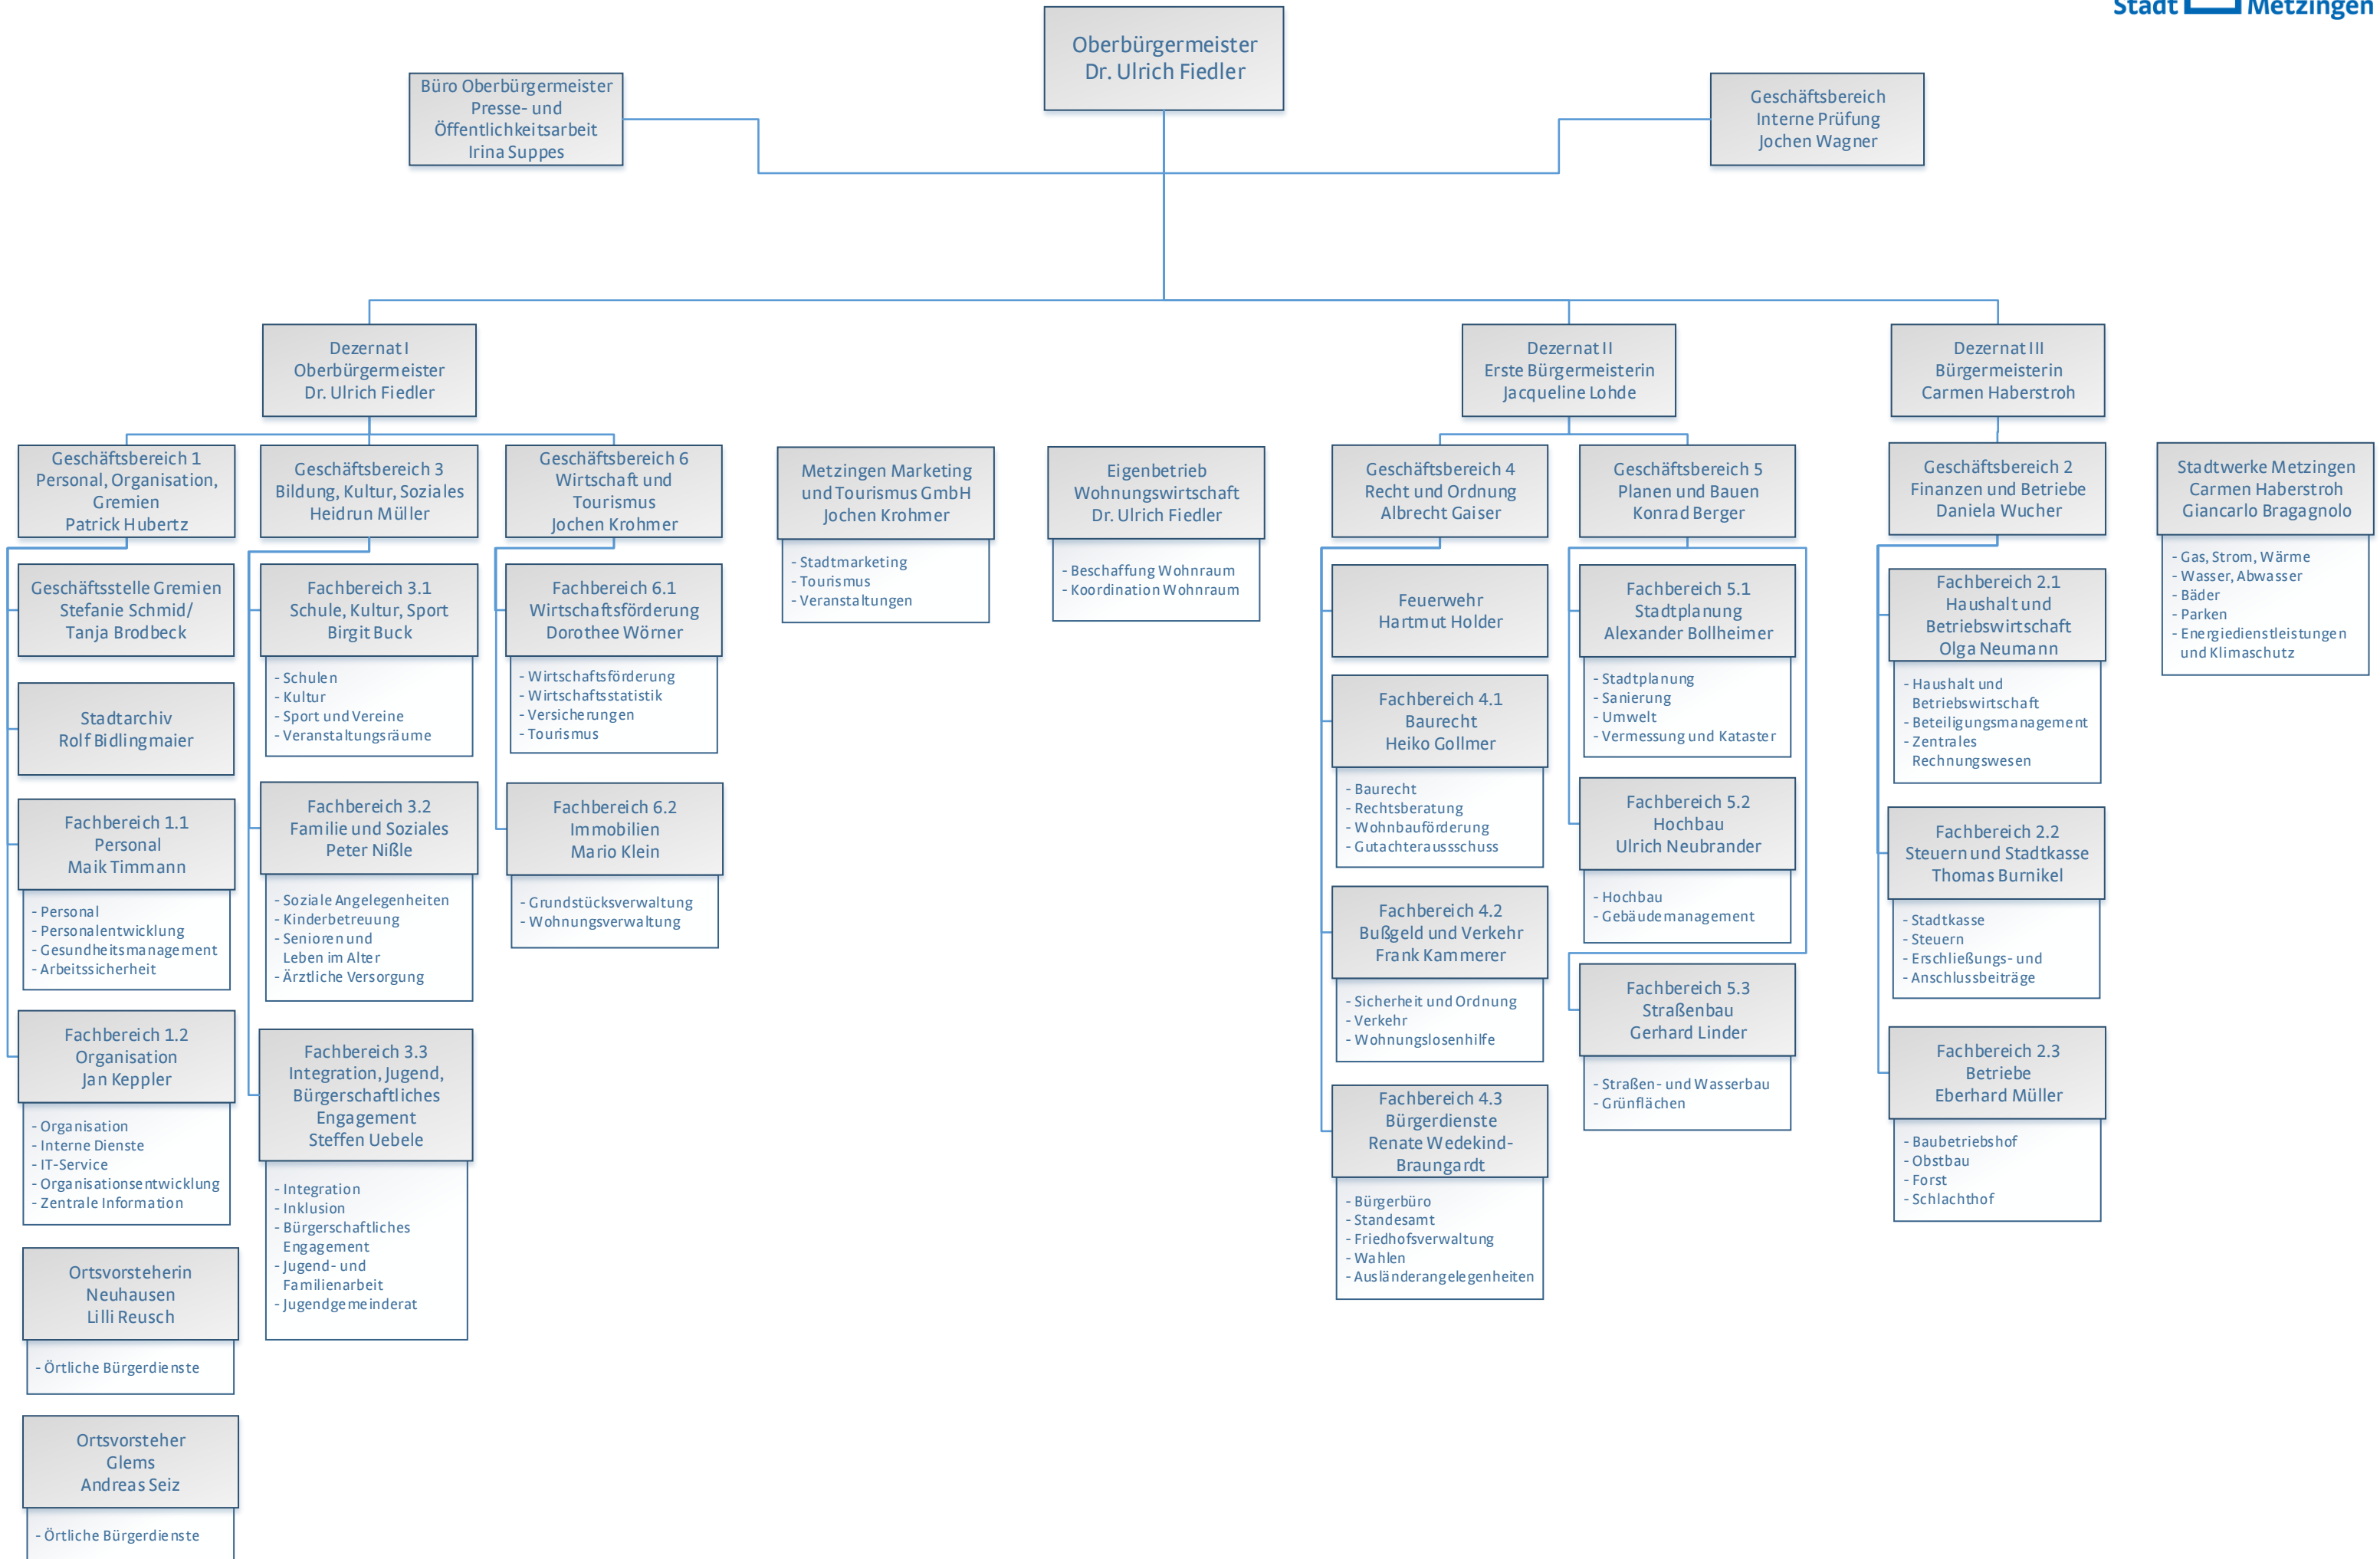 Stadt Metzingen
Oberbürgermeister
Dr. Ulrich Fiedler
Büro Oberbürgermeister
Presse- und
Öffentlichkeitsarbeit
Irina Suppes
Geschäftsbereich
Interne Prüfung
Jochen Wagner
Dezernat I
Oberbürgermeister
Dr. Ulrich Fiedler
Dezernat II
Erste Bürgermeisterin
Jacqueline Lohde
Dezernat III
Bürgermeisterin
Carmen Haberstroh
Geschäftsbereich 1
Personal, Organisation,
Gremien
Patrick Hubertz
Geschäftsstelle Gremien
Stefanie Schmid/
Tanja Brodbeck
Stadtarchiv
Rolf Bidlingmaier
Fachbereich 1.1
Personal
Maik Timmann
- Personal
- Personalentwicklung
- Gesundheitsmanagement
- Arbeitssicherheit
Fachbereich 1.2
Organisation
Jan Keppler
- Organisation
- Interne Dienste
- IT-Service
- Organisationsentwicklung
- Zentrale Information
Ortsvorsteherin
Neuhausen
Lilli Reusch
- Örtliche Bürgerdienste
Ortsvorsteher
Glems
Andreas Seiz
- Örtliche Bürgerdienste
Geschäftsbereich 3
Bildung, Kultur, Soziales
Heidrun Müller
Fachbereich 3.1
Schule, Kultur, Sport
Birgit Buck
- Schulen
- Kultur
- Sport und Vereine
- Veranstaltungsräume
Fachbereich 3.2
Familie und Soziales
Peter Nißle
- Soziale Angelegenheiten
- Kinderbetreuung
- Senioren und
Leben im Alter
- Ärztliche Versorgung
Fachbereich 3.3
Integration, Jugend,
Bürgerschaftliches
Engagement
Steffen Uebele
- Integration
- Inklusion
- Bürgerschaftliches
Engagement
- Jugend- und
Familienarbeit
- Jugendgemeinderat
Geschäftsbereich 6
Wirtschaft und
Tourismus
Jochen Krohmer
Fachbereich 6.1
Wirtschaftsförderung
Dorothee Wörner
- Wirtschaftsförderung
- Wirtschaftsstatistik
- Versicherungen
- Tourismus
Fachbereich 6.2
Immobilien
Mario Klein
- Grundstücksverwaltung
- Wohnungsverwaltung
Metzingen Marketing
und Tourismus GmbH
Jochen Krohmer
- Stadtmarketing
- Tourismus
- Veranstaltungen
Eigenbetrieb
Wohnungswirtschaft
Dr. Ulrich Fiedler
- Beschaffung Wohnraum
- Koordination Wohnraum
Geschäftsbereich 4
Recht und Ordnung
Albrecht Gaiser
Feuerwehr
Hartmut Holder
Fachbereich 4.1
Baurecht
Heiko Gollmer
- Baurecht
- Rechtsberatung
- Wohnbauförderung
- Gutachteraussschuss
Fachbereich 4.2
Bußgeld und Verkehr
Frank Kammerer
- Sicherheit und Ordnung
- Verkehr
- Wohnungslosenhilfe
Fachbereich 4.3
Bürgerdienste
Renate Wedekind-
Braungardt
- Bürgerbüro
- Standesamt
- Friedhofsverwaltung
- Wahlen
- Ausländerangelegenheiten
Geschäftsbereich 5
Planen und Bauen
Konrad Berger
Fachbereich 5.1
Stadtplanung
Alexander Bollheimer
- Stadtplanung
- Sanierung
- Umwelt
- Vermessung und Kataster
Fachbereich 5.2
Hochbau
Ulrich Neubrander
- Hochbau
- Gebäudemanagement
Fachbereich 5.3
Straßenbau
Gerhard Linder
- Straßen- und Wasserbau
- Grünflächen
Geschäftsbereich 2
Finanzen und Betriebe
Daniela Wucher
Fachbereich 2.1
Haushalt und
Betriebswirtschaft
Olga Neumann
- Haushalt und
Betriebswirtschaft
- Beteiligungsmanagement
- Zentrales
Rechnungswesen
Fachbereich 2.2
Steuern und Stadtkasse
Thomas Burnikel
- Stadtkasse
- Steuern
- Erschließungs- und
- Anschlussbeiträge
Fachbereich 2.3
Betriebe
Eberhard Müller
- Baubetriebshof
- Obstbau
- Forst
- Schlachthof
Stadtwerke Metzingen
Carmen Haberstroh
Giancarlo Bragagnolo
- Gas, Strom, Wärme
- Wasser, Abwasser
- Bäder
- Parken
- Energiedienstleistungen
und Klimaschutz